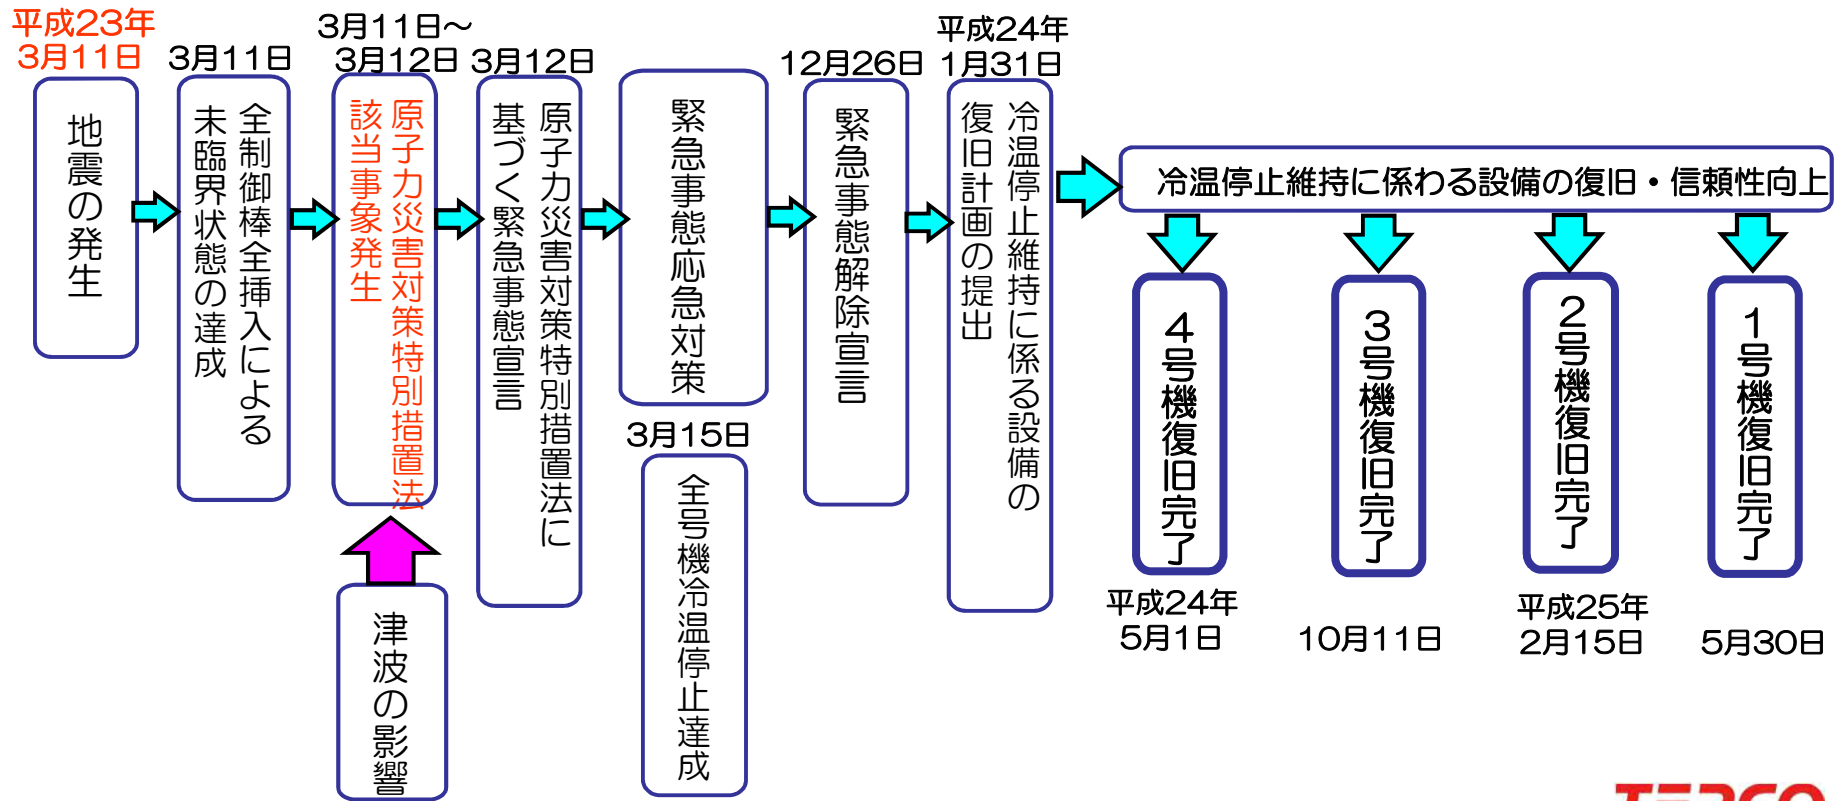 平成23年
3月11日
地震の発生
3月11日
全制御棒全挿入による
未臨界状態の達成
3月11日～
3月12日
原子力災害対策特別措置法
該当事象発生
津波の影響
3月12日
原子力災害対策特別措置法に
基づく緊急事態宣言
緊急事態応急対策
3月15日
全号機冷温停止達成
12月26日
緊急事態解除宣言
平成24年
1月31日
冷温停止維持に係る設備の
復旧計画の提出
冷温停止維持に係わる設備の復旧・信頼性向上
4号機復旧完了
平成24年
5月1日
3号機復旧完了
10月11日
2号機復旧完了
平成25年
2月15日
1号機復旧完了
5月30日
TEPCO